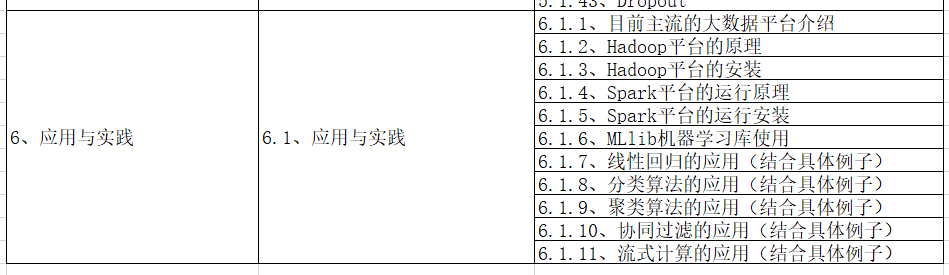 5.1.43、Dropout
6、应用与实践
6.1、应用与实践
6.1.1、目前主流的大数据平台介绍
6.1.2、Hadoop平台的原理
6.1.3、Hadoop平台的安装
6.1.4、Spark平台的运行原理
6.1.5、Spark平台的运行安装
6.1.6、MLlib机器学习库使用
6.1.7、线性回归的应用（结合具体例子）
6.1.8、分类算法的应用（结合具体例子）
6.1.9、聚类算法的应用（结合具体例子）
6.1.10、协同过滤的应用（结合具体例子）
6.1.11、流式计算的应用（结合具体例子）